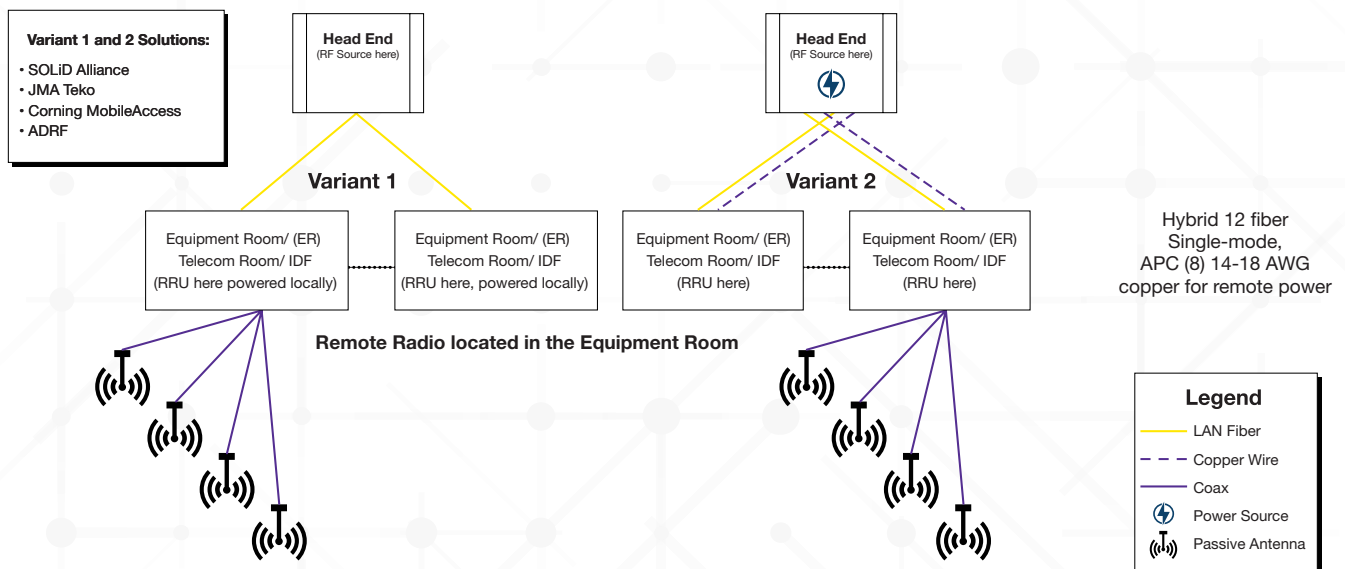 Variant 1 and 2 Solutions:
• SOLiD Alliance
• JMA Teko
• Corning MobileAccess
• ADRF
Head End
(RF Source here)
Head End
(RF Source here)
Variant 1
Variant 2
Equipment Room/ (ER)
Telecom Room/ IDF
(RRU here powered locally)
Equipment Room/ (ER)
Telecom Room/ IDF
(RRU here, powered locally)
Equipment Room/ (ER)
Telecom Room/ IDF
(RRU here)
Equipment Room/ (ER)
Telecom Room/ IDF
(RRU here)
Hybrid 12 fiber
Single-mode,
APC (8) 14-18 AWG
copper for remote power
Remote Radio located in the Equipment Room
Legend
LAN Fiber
Copper Wire
Coax
Power Source
Passive Antenna